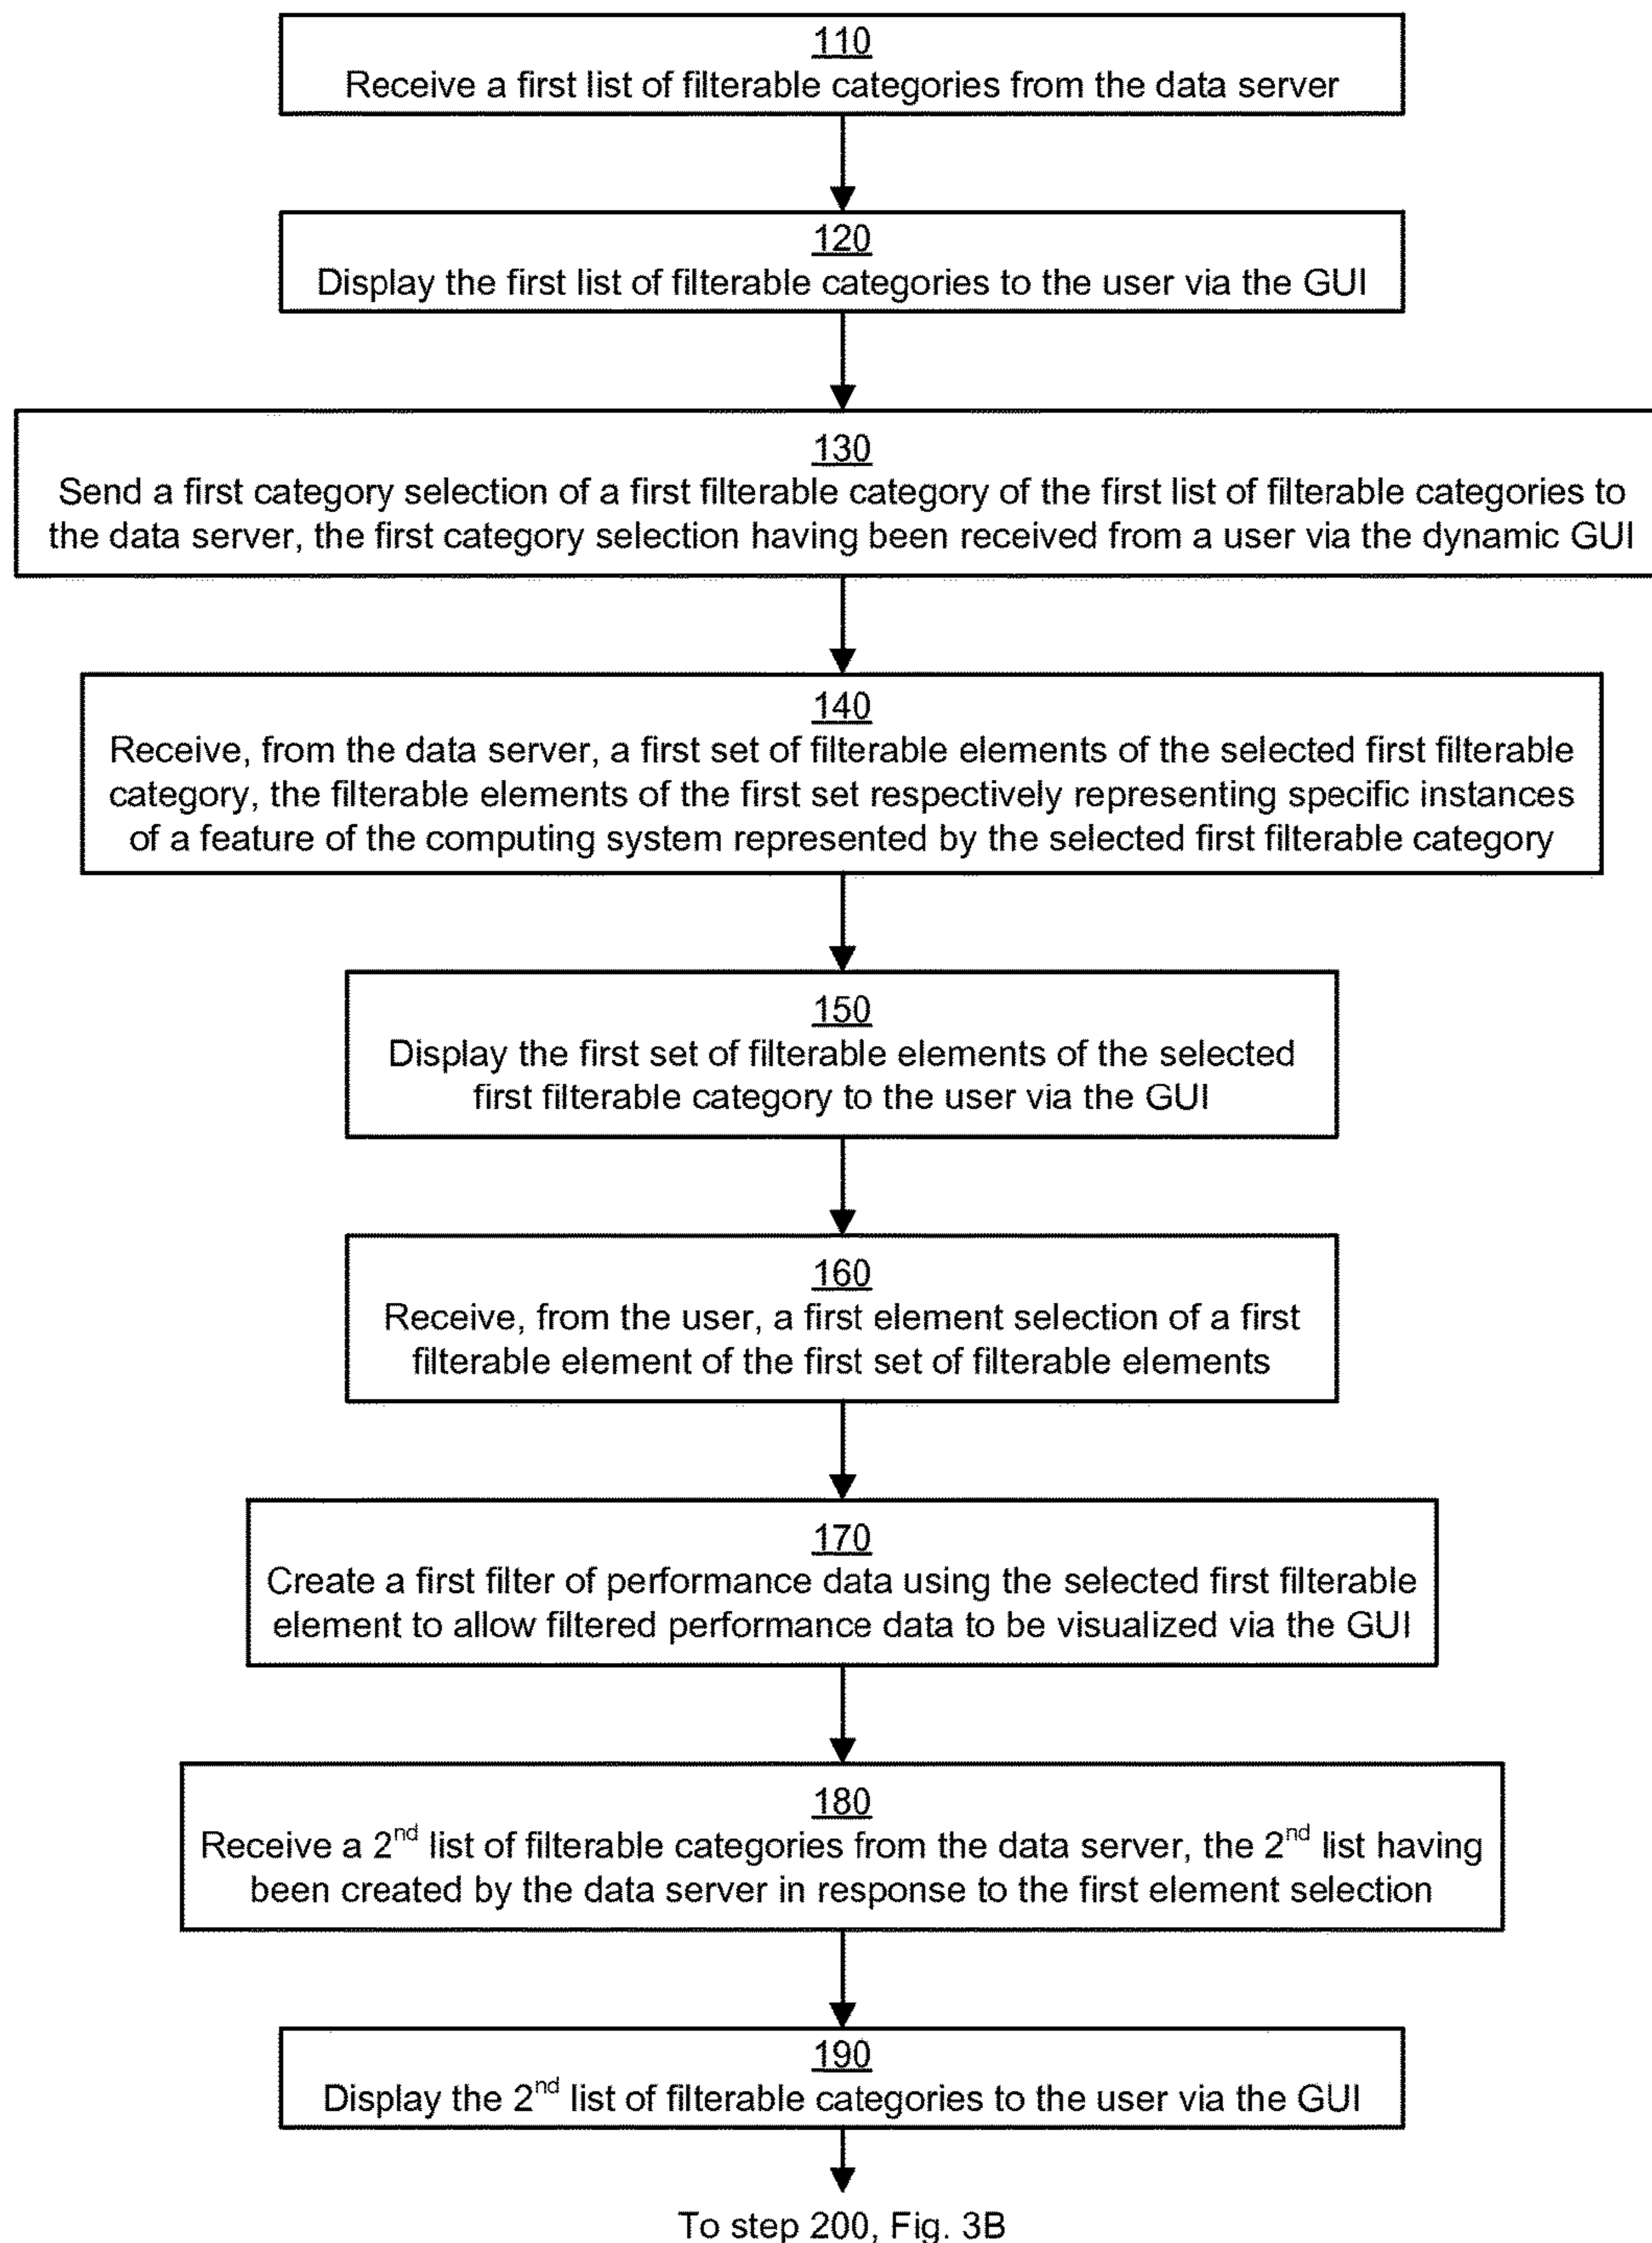 110
Receive a first list of filterable categories from the data server
120
Display the first list of filterable categories to the user via the GUI
130
Send a first category selection of a first filterable category of the first list of filterable categories to
the data server, the first category selection having been received from a user via the dynamic GUI
140
Receive, from the data server, a first set of filterable elements of the selected first filterable
category, the filterable elements of the first set respectively representing specific instances
of a feature of the computing system represented by the selected first filterable category
150
Display the first set of filterable elements of the selected
first filterable category to the user via the GUI
160
Receive, from the user, a first element selection of a first
filterable element of the first set of filterable elements
170
Create a first filter of performance data using the selected first filterable
element to allow filtered performance data to be visualized via the GUI
180
Receive a 2nd list of filterable categories from the data server, the 2nd list having
been created by the data server in response to the first element selection
190
Display the 2nd list of filterable categories to the user via the GUI
To step 200, Fig. 3B